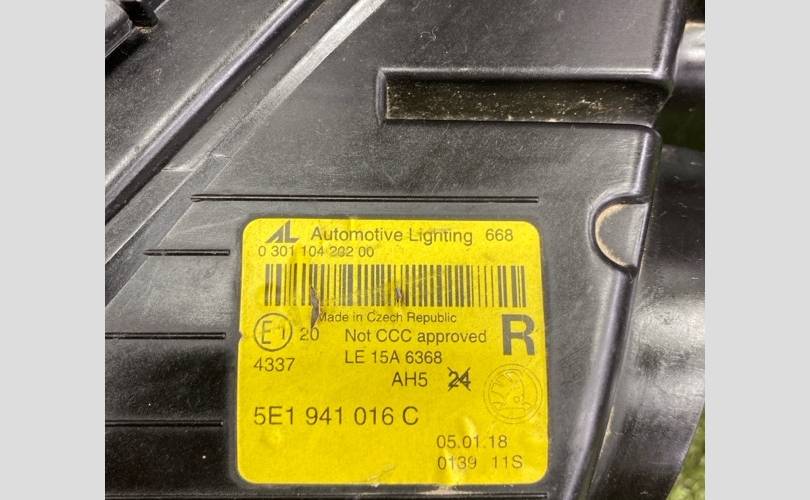 AL Automotive Lighting 668
0 301 104 202 00
Made in Czech Republic
E1 20 Not CCC approved R
4337 LE 15A 6368
AH5 24
5E1 941 016 C
05.01.18
0139 11S